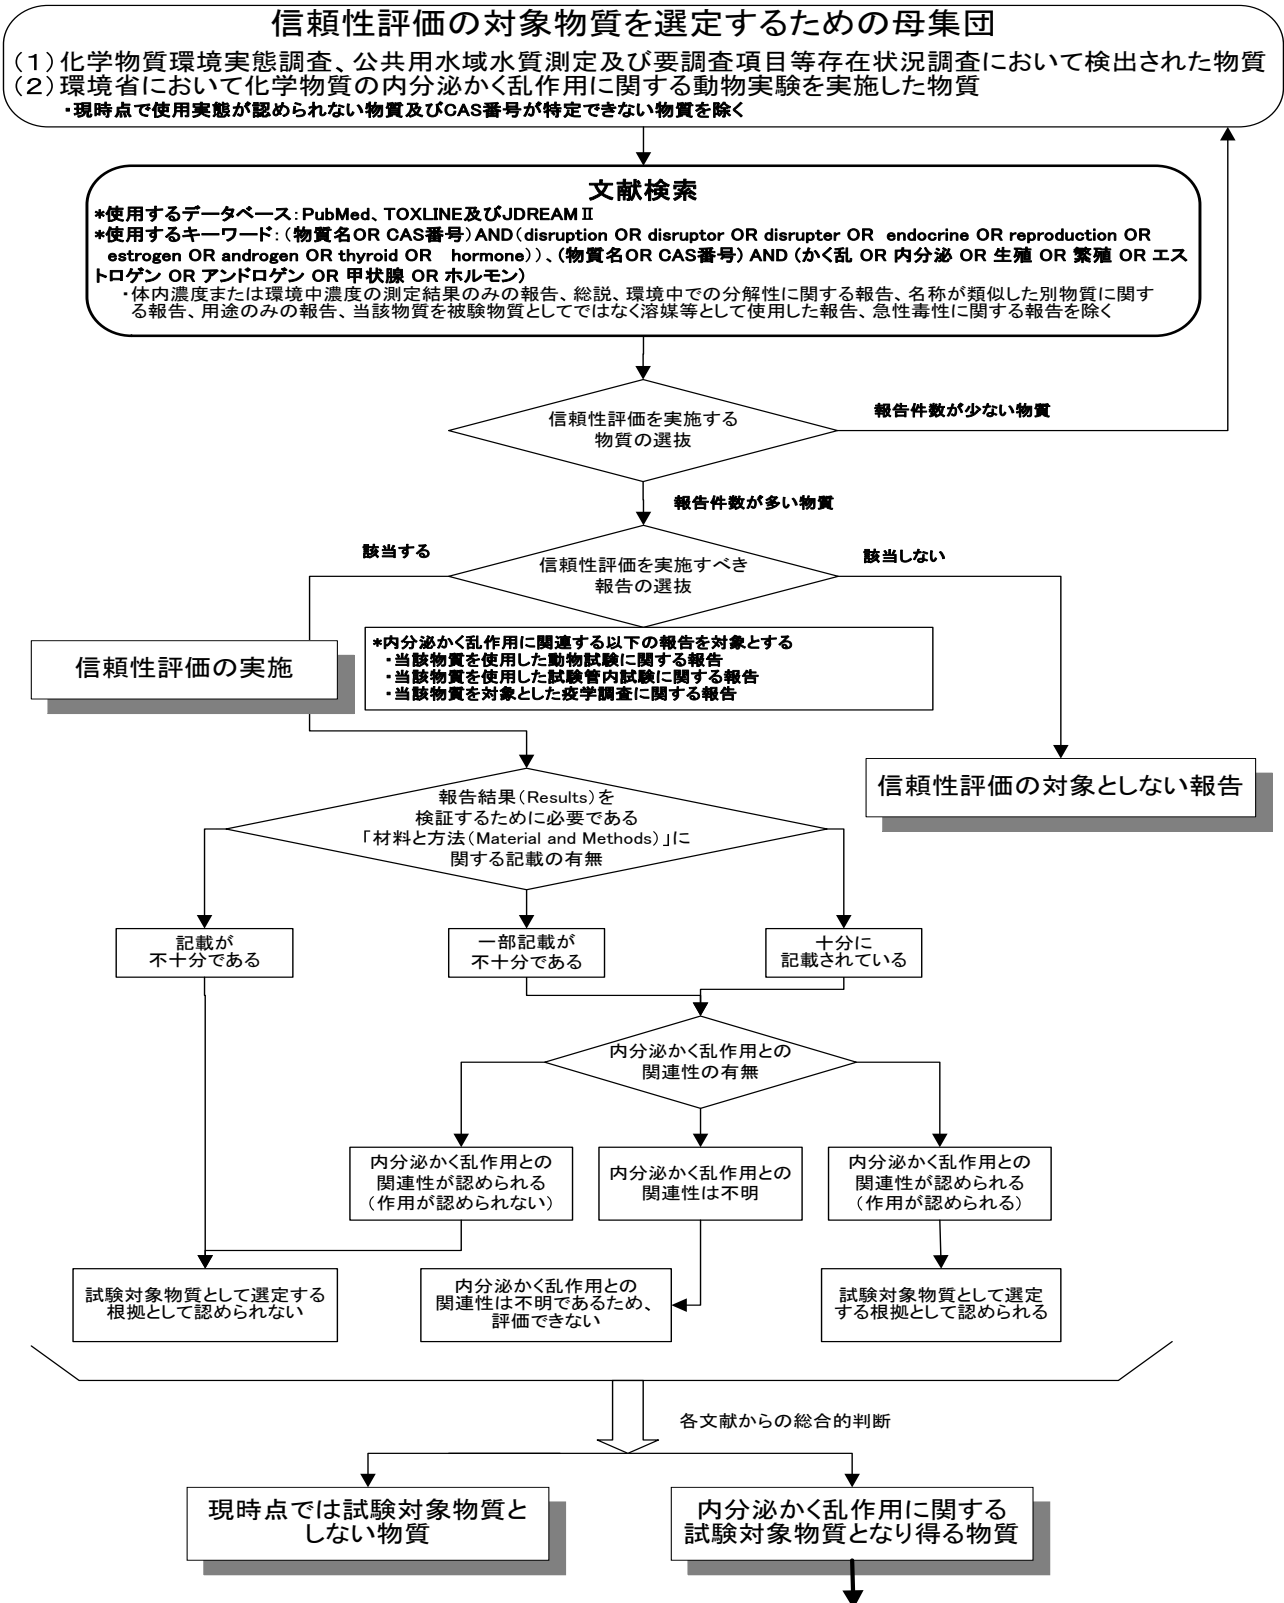 信頼性評価の対象物質を選定するための母集団
(1)化学物質環境実態調査、公共用水域水質測定及び要調査項目等存在状況調査において検出された物質
(2)環境省において化学物質の内分泌かく乱作用に関する動物実験を実施した物質
・現時点で使用実態が認められない物質及びCAS番号が特定できない物質を除く
文献検索
*使用するデータベース:PubMed、TOXLINE及びJDREAMⅡ
*使用するキーワード:(物質名OR CAS番号)AND(disruption OR disruptor OR disrupter OR endocrine OR reproduction OR
estrogen OR androgen OR thyroid OR hormone))、(物質名OR CAS番号) AND (かく乱 OR 内分泌 OR 生殖 OR 繁殖 OR エス
トロゲン OR アンドロゲン OR 甲状腺 OR ホルモン)
・体内濃度または環境中濃度の測定結果のみの報告、総説、環境中での分解性に関する報告、名称が類似した別物質に関す
る報告、用途のみの報告、当該物質を被験物質としてではなく溶媒等として使用した報告、急性毒性に関する報告を除く
信頼性評価を実施する
物質の選抜
報告件数が少ない物質
報告件数が多い物質
該当する
信頼性評価を実施すべき
報告の選抜
該当しない
信頼性評価の実施
*内分泌かく乱作用に関連する以下の報告を対象とする
・当該物質を使用した動物試験に関する報告
・当該物質を使用した試験管内試験に関する報告
・当該物質を対象とした疫学調査に関する報告
信頼性評価の対象としない報告
報告結果(Results)を
検証するために必要である
「材料と方法(Material and Methods)」に
関する記載の有無
記載が
不十分である
一部記載が
不十分である
十分に
記載されている
内分泌かく乱作用との
関連性の有無
内分泌かく乱作用との
関連性が認められる
(作用が認められない)
内分泌かく乱作用との
関連性は不明
内分泌かく乱作用との
関連性が認められる
(作用が認められる)
試験対象物質として選定する
根拠として認められない
内分泌かく乱作用との
関連性は不明であるため、
評価できない
試験対象物質として選定
する根拠として認められる
各文献からの総合的判断
現時点では試験対象物質と
しない物質
内分泌かく乱作用に関する
試験対象物質となり得る物質